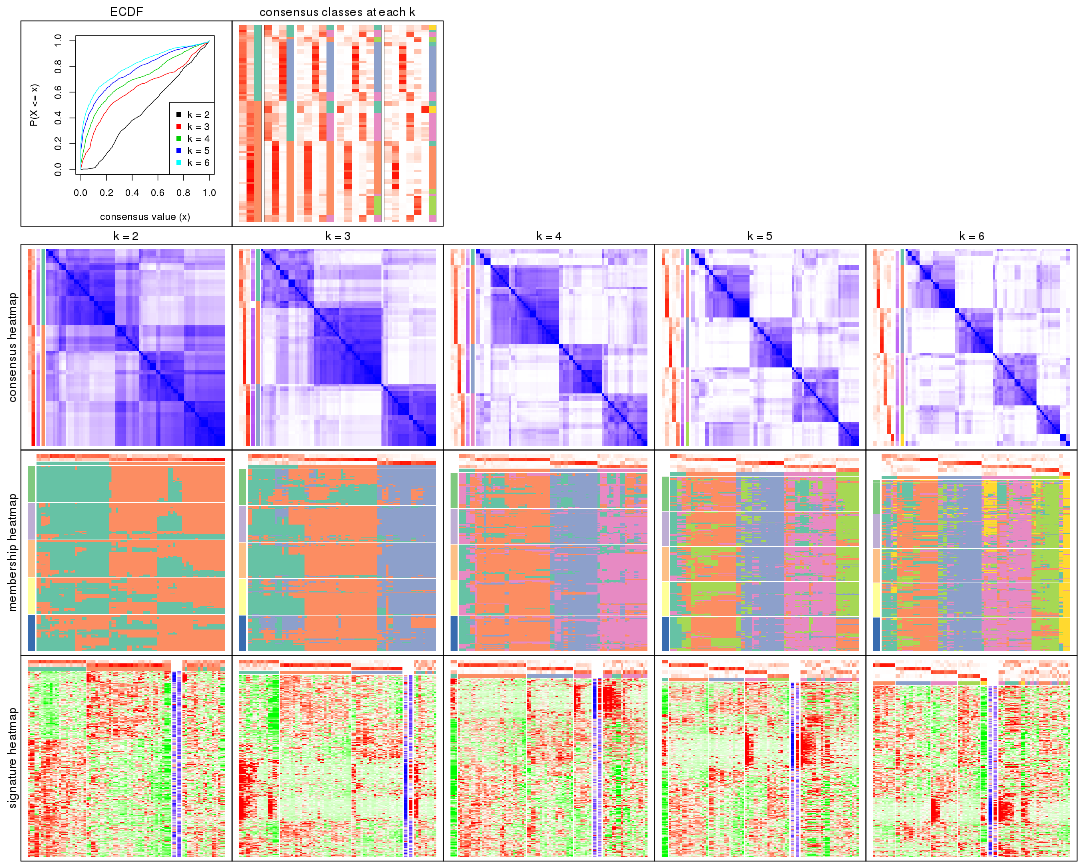 ECDF
consensus classes at each k
P(X <= x)
0.0 0.2 0.4 0.6 0.8 1.0
k = 2
k = 3
k = 4
k = 5
k = 6
0.0 0.2 0.4 0.6 0.8 1.0
consensus value (x)
k = 2
k = 3
k = 4
k = 5
k = 6
consensus heatmap
membership heatmap
signature heatmap